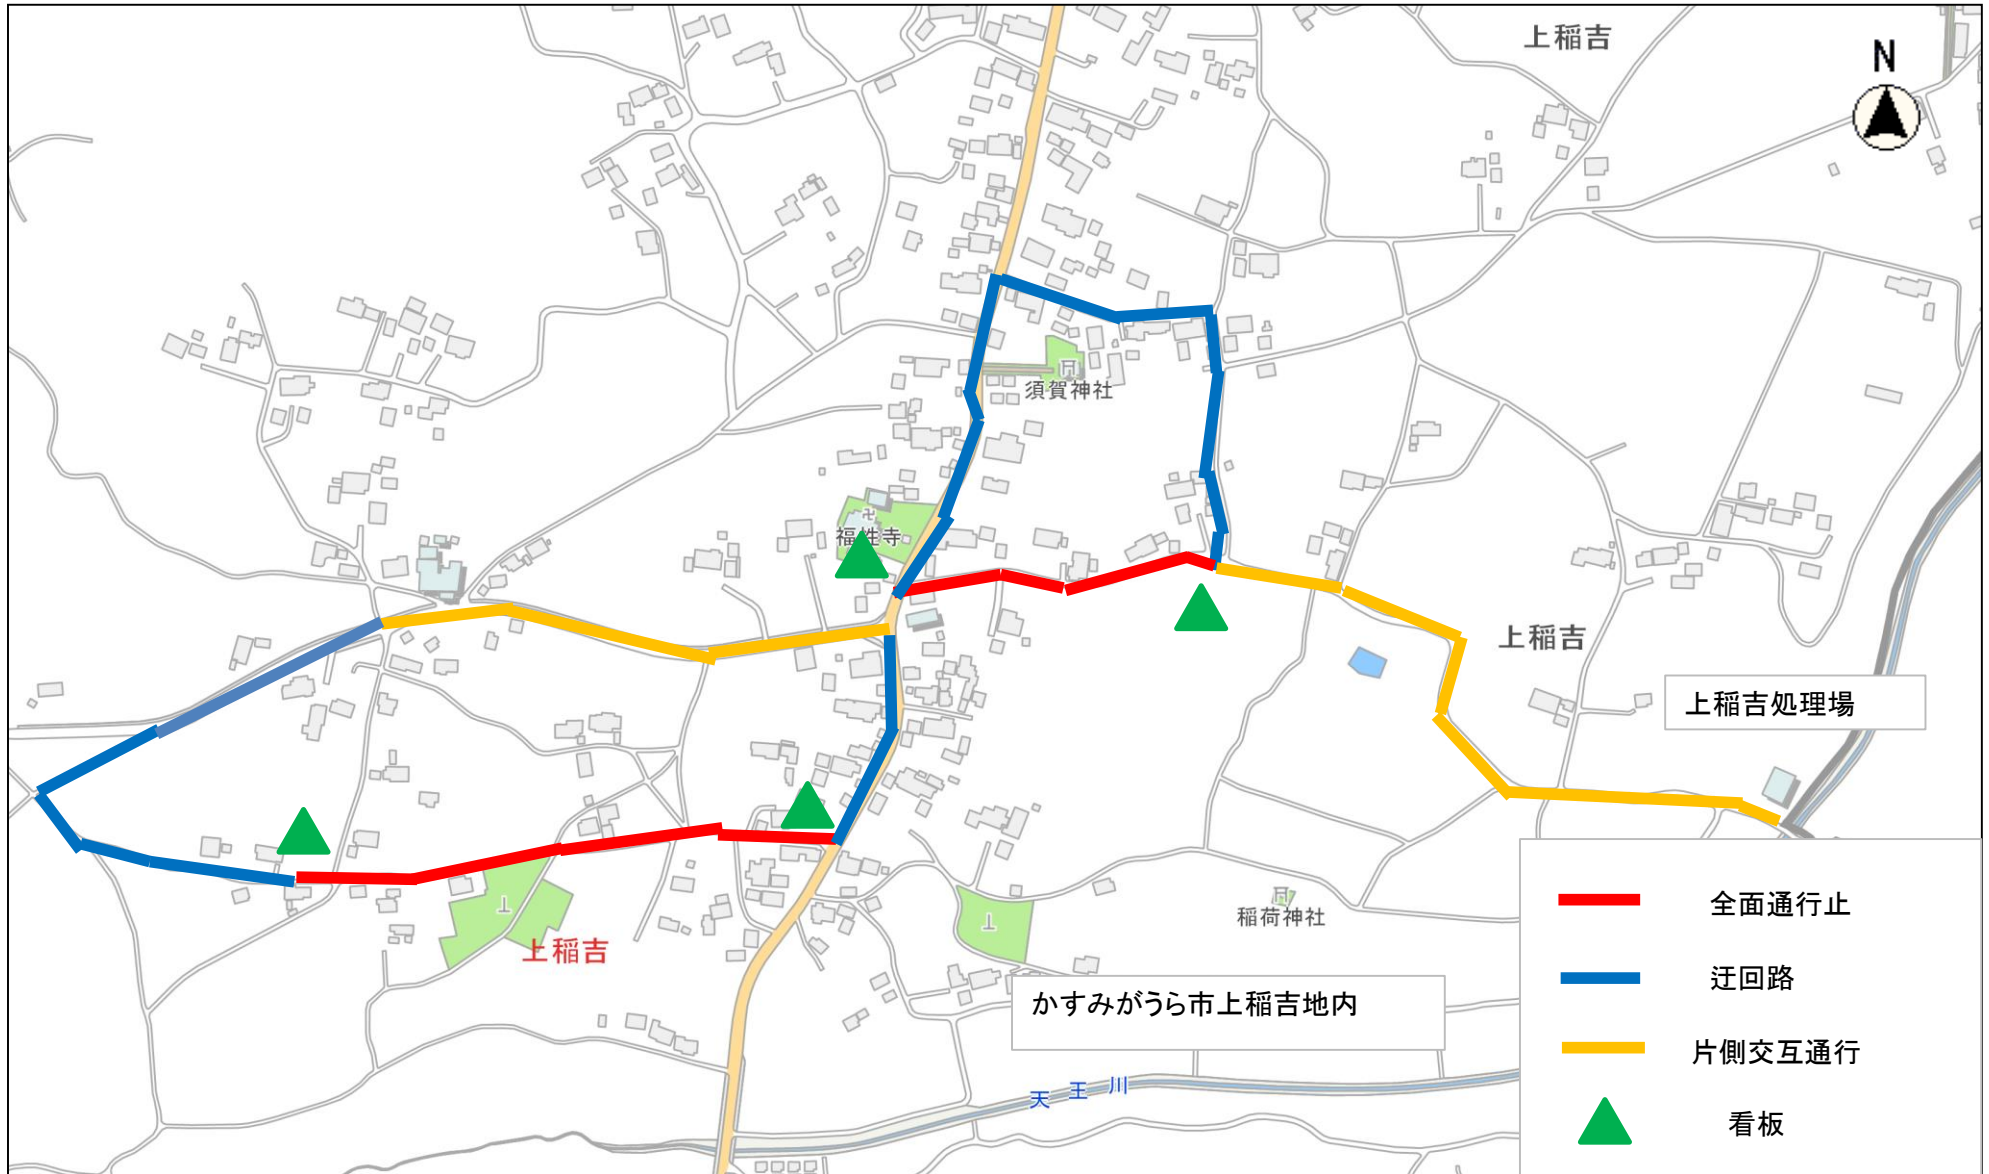 上稲吉
N
須賀神社
福性寺
上稲吉
上稲吉処理場
稲荷神社
上稲吉
かすみがうら市上稲吉地内
天王川
全面通行止
迂回路
片側交互通行
看板